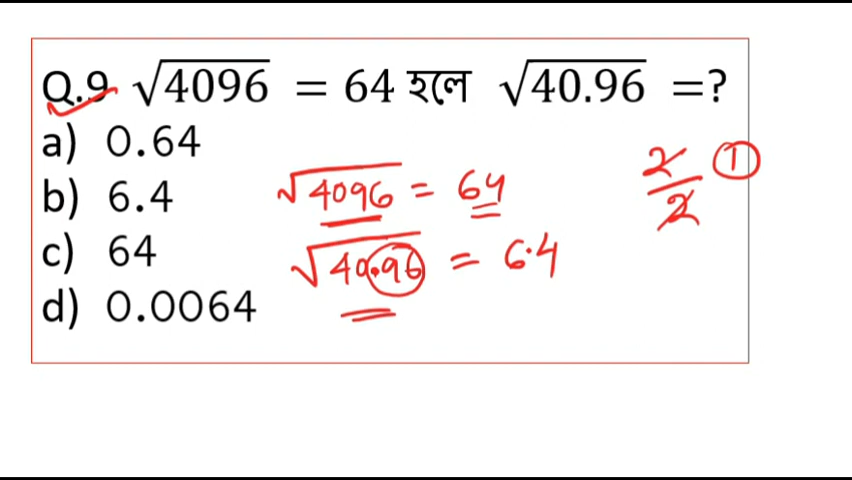 Q.9 √4096 = 64 হলে √40.96 =?
a) 0.64
b) 6.4
c) 64
d) 0.0064
√4096 = 64
√40.96 = 6.4
2/2 1